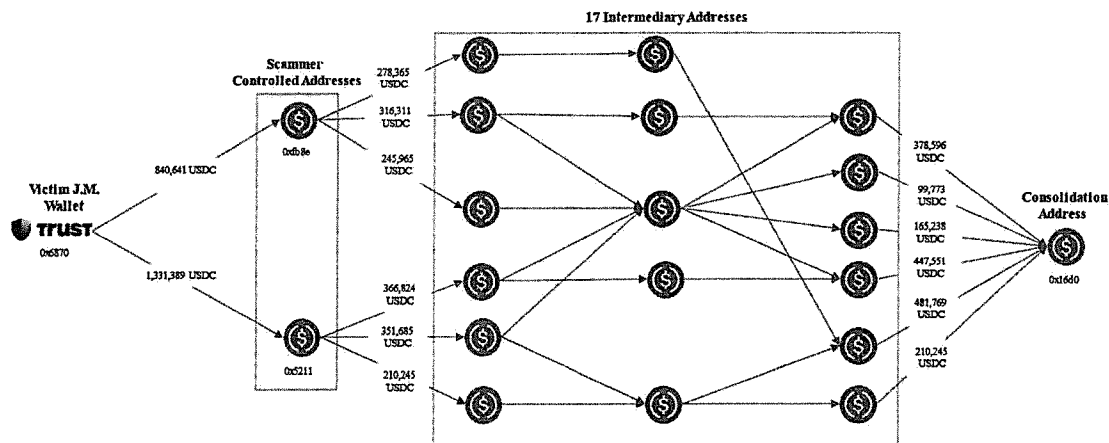 17 Intermediary Addresses
Scammer
Controlled Addresses
Victim J.M.
Wallet
TRUST
0x6870
840,641 USDC
1,331,389 USDC
0xfb8e
0x5211
278,365
USDC
316,311
USDC
245,965
USDC
366,824
USDC
351,685
USDC
210,245
USDC
378,596
USDC
99,773
USDC
165,238
USDC
447,551
USDC
481,769
USDC
210,245
USDC
Consolidation
Address
0x16d0